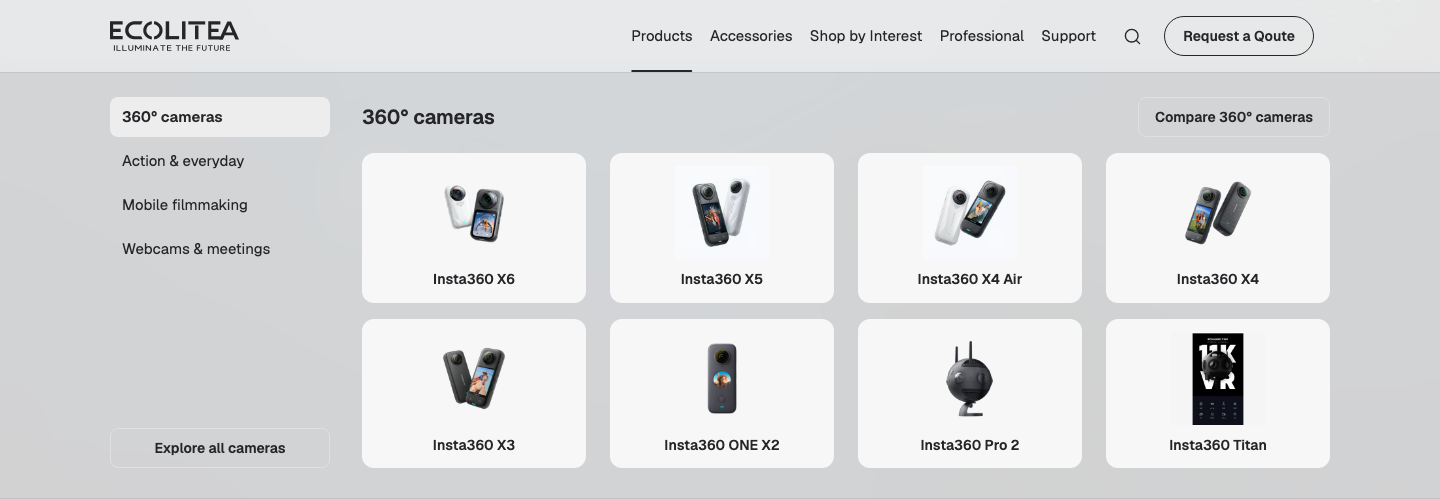 ECOLITEA
ILLUMINATE THE FUTURE
Products Accessories Shop by Interest Professional Support Request a Qoute
360° cameras
Action & everyday
Mobile filmmaking
Webcams & meetings
Explore all cameras
360° cameras
Compare 360° cameras
Insta360 X6
Insta360 X5
Insta360 X4 Air
Insta360 X4
Insta360 X3
Insta360 ONE X2
Insta360 Pro 2
11K
VR
Insta360 Titan